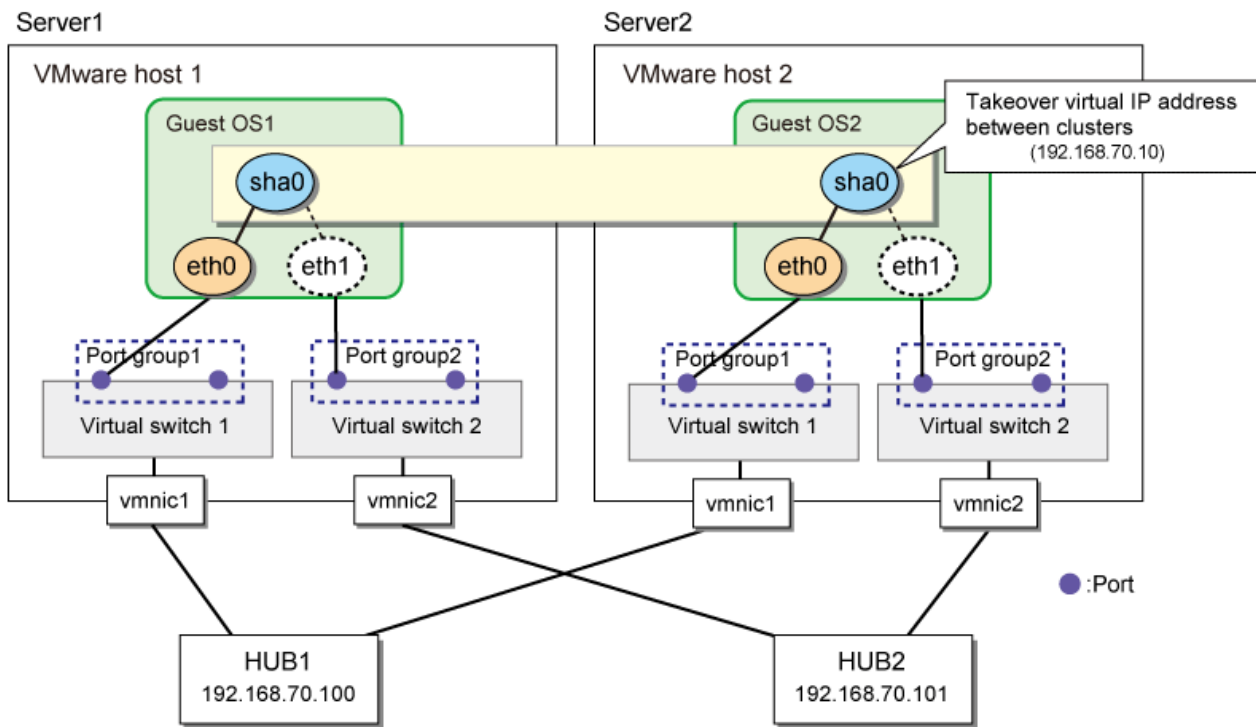 Server1
Server2
VMware host 1
VMware host 2
Takeover virtual IP address
between clusters
(192.168.70.10)
Guest OS1
Guest OS2
sha0
sha0
eth0
eth1
eth0
eth1
Port group1
Port group2
Port group1
Port group2
Virtual switch 1
Virtual switch 2
Virtual switch 1
Virtual switch 2
vmnic1
vmnic2
vmnic1
vmnic2
:Port
HUB1
192.168.70.100
HUB2
192.168.70.101